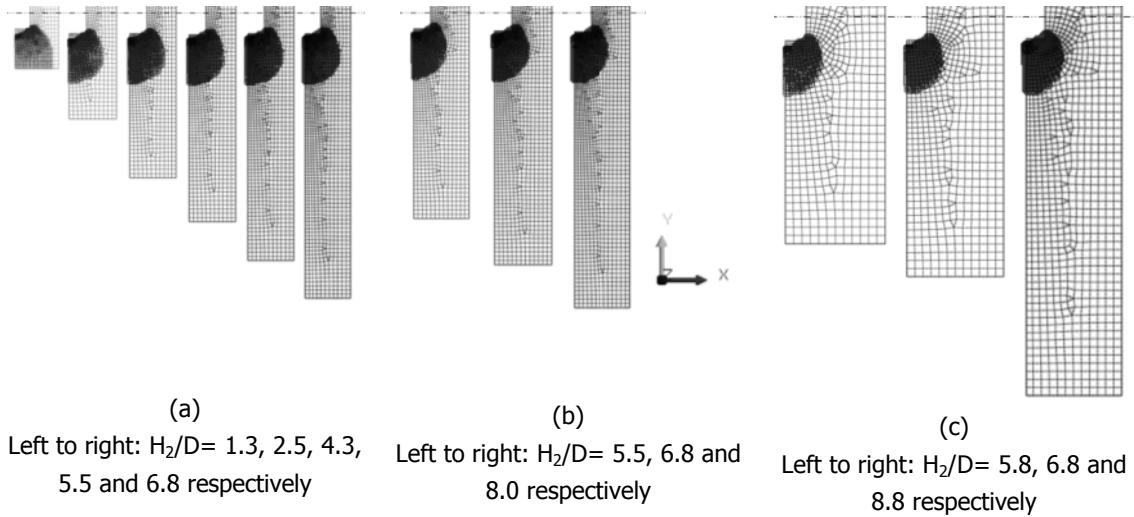 Y
Z
X
(a)
Left to right: H₂/D= 1.3, 2.5, 4.3,
5.5 and 6.8 respectively
(b)
Left to right: H₂/D= 5.5, 6.8 and
8.0 respectively
(c)
Left to right: H₂/D= 5.8, 6.8 and
8.8 respectively